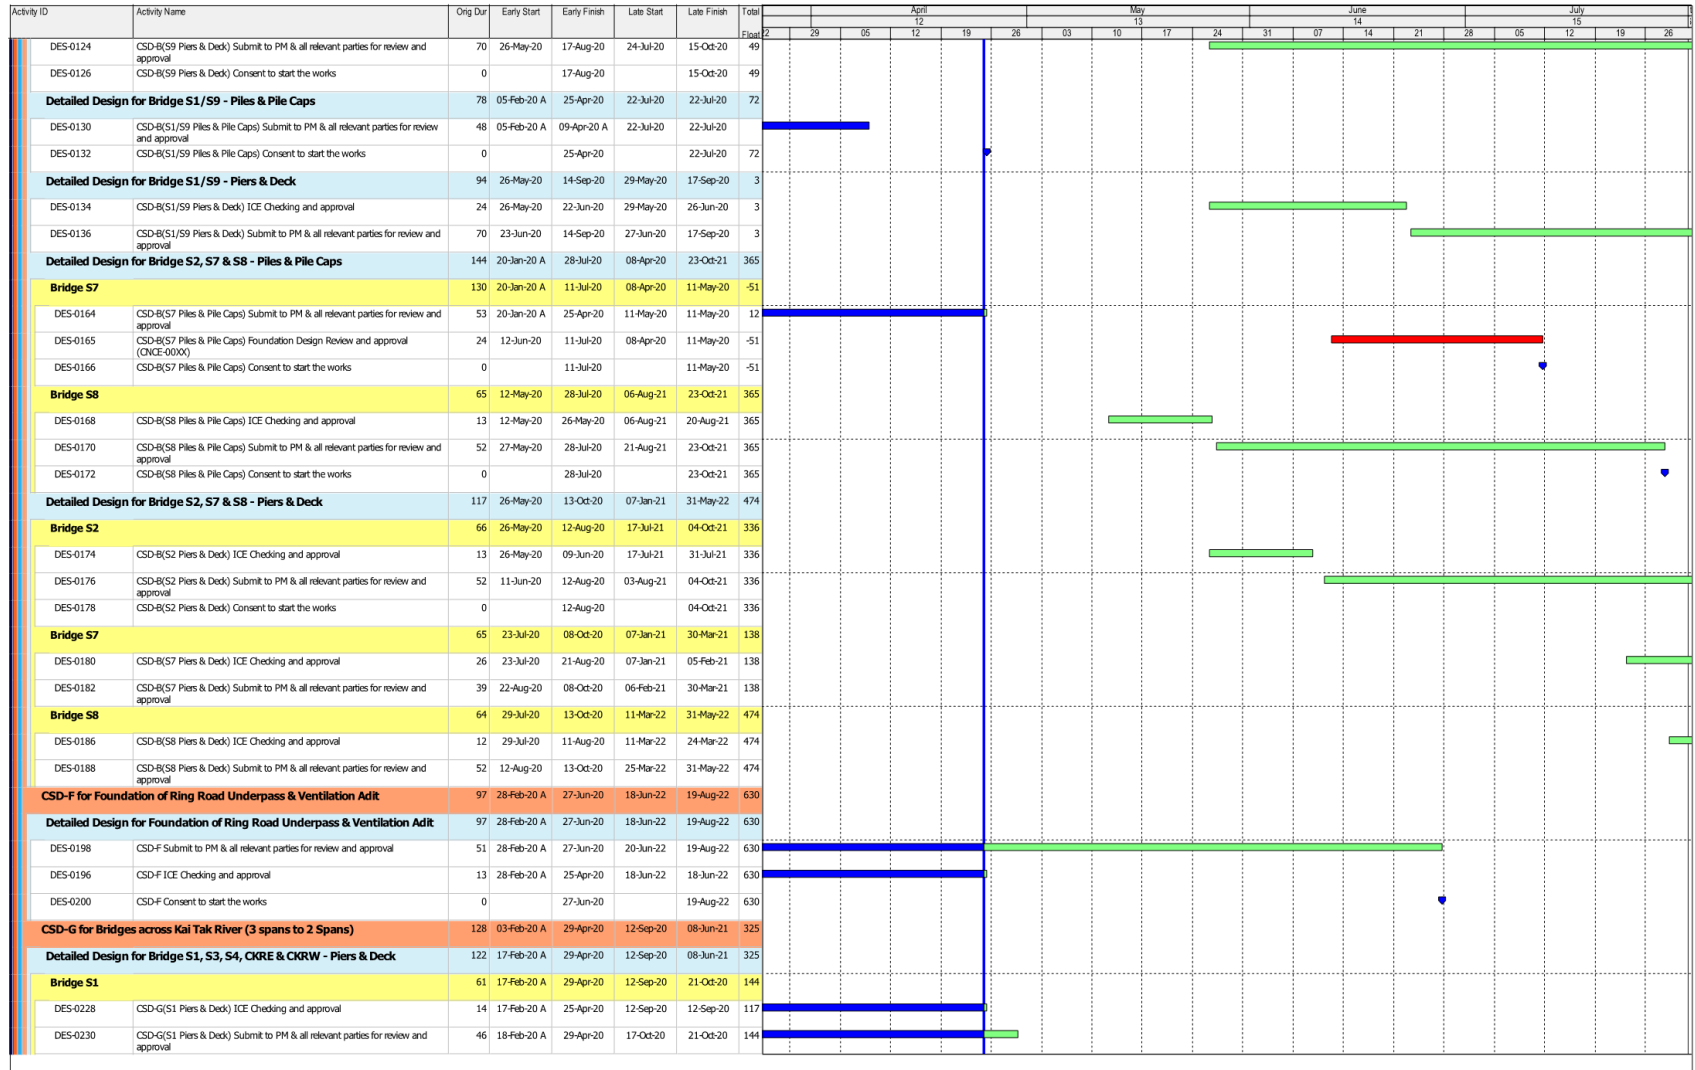 Activity ID Activity Name Orig Dur Early Start Early Finish Late Start Late Finish Total Float
April May June July
12 13 14 15
22 29 05 12 19 26 03 10 17 24 31 07 14 21 28 05 12 19 26
DES-0124 CSD-B(S9 Piers & Deck) Submit to PM & all relevant parties for review and 70 26-May-20 17-Aug-20 24-Jul-20 15-Oct-20 49
approval
DES-0126 CSD-B(S9 Piers & Deck) Consent to start the works 0 17-Aug-20 15-Oct-20 49
Detailed Design for Bridge S1/S9 - Piles & Pile Caps 78 05-Feb-20 A 25-Apr-20 22-Jul-20 22-Jul-20 72
DES-0130 CSD-B(S1/S9 Piles & Pile Caps) Submit to PM & all relevant parties for review 48 05-Feb-20 A 09-Apr-20 A 22-Jul-20 22-Jul-20
and approval
DES-0132 CSD-B(S1/S9 Piles & Pile Caps) Consent to start the works 0 25-Apr-20 22-Jul-20 72
Detailed Design for Bridge S1/S9 - Piers & Deck 94 26-May-20 14-Sep-20 29-May-20 17-Sep-20 3
DES-0134 CSD-B(S1/S9 Piers & Deck) ICE Checking and approval 24 26-May-20 22-Jun-20 29-May-20 26-Jun-20 3
DES-0136 CSD-B(S1/S9 Piers & Deck) Submit to PM & all relevant parties for review and 70 23-Jun-20 14-Sep-20 27-Jun-20 17-Sep-20 3
approval
Detailed Design for Bridge S2, S7 & S8 - Piles & Pile Caps 144 20-Jan-20 A 28-Jul-20 08-Apr-20 23-Oct-21 365
Bridge S7 130 20-Jan-20 A 11-Jul-20 08-Apr-20 11-May-20 -51
DES-0164 CSD-B(S7 Piles & Pile Caps) Submit to PM & all relevant parties for review and 53 20-Jan-20 A 25-Apr-20 11-May-20 11-May-20 12
approval
DES-0165 CSD-B(S7 Piles & Pile Caps) Foundation Design Review and approval 24 12-Jun-20 11-Jul-20 08-Apr-20 11-May-20 -51
(CNCE-00XX)
DES-0166 CSD-B(S7 Piles & Pile Caps) Consent to start the works 0 11-Jul-20 11-May-20 -51
Bridge S8 65 12-May-20 28-Jul-20 06-Aug-21 23-Oct-21 365
DES-0168 CSD-B(S8 Piles & Pile Caps) ICE Checking and approval 13 12-May-20 26-May-20 06-Aug-21 20-Aug-21 365
DES-0170 CSD-B(S8 Piles & Pile Caps) Submit to PM & all relevant parties for review and 52 27-May-20 28-Jul-20 21-Aug-21 23-Oct-21 365
approval
DES-0172 CSD-B(S8 Piles & Pile Caps) Consent to start the works 0 28-Jul-20 23-Oct-21 365
Detailed Design for Bridge S2, S7 & S8 - Piers & Deck 117 26-May-20 13-Oct-20 07-Jan-21 31-May-22 474
Bridge S2 66 26-May-20 12-Aug-20 17-Jul-21 04-Oct-21 336
DES-0174 CSD-B(S2 Piers & Deck) ICE Checking and approval 13 26-May-20 09-Jun-20 17-Jul-21 31-Jul-21 336
DES-0176 CSD-B(S2 Piers & Deck) Submit to PM & all relevant parties for review and 52 11-Jun-20 12-Aug-20 03-Aug-21 04-Oct-21 336
approval
DES-0178 CSD-B(S2 Piers & Deck) Consent to start the works 0 12-Aug-20 04-Oct-21 336
Bridge S7 65 23-Jul-20 08-Oct-20 07-Jan-21 30-Mar-21 138
DES-0180 CSD-B(S7 Piers & Deck) ICE Checking and approval 26 23-Jul-20 21-Aug-20 07-Jan-21 05-Feb-21 138
DES-0182 CSD-B(S7 Piers & Deck) Submit to PM & all relevant parties for review and 39 22-Aug-20 08-Oct-20 06-Feb-21 30-Mar-21 138
approval
Bridge S8 64 29-Jul-20 13-Oct-20 11-Mar-22 31-May-22 474
DES-0186 CSD-B(S8 Piers & Deck) ICE Checking and approval 12 29-Jul-20 11-Aug-20 11-Mar-22 24-Mar-22 474
DES-0188 CSD-B(S8 Piers & Deck) Submit to PM & all relevant parties for review and 52 12-Aug-20 13-Oct-20 25-Mar-22 31-May-22 474
approval
CSD-F for Foundation of Ring Road Underpass & Ventilation Adit 97 28-Feb-20 A 27-Jun-20 18-Jun-22 19-Aug-22 630
Detailed Design for Foundation of Ring Road Underpass & Ventilation Adit 97 28-Feb-20 A 27-Jun-20 18-Jun-22 19-Aug-22 630
DES-0198 CSD-F Submit to PM & all relevant parties for review and approval 51 28-Feb-20 A 27-Jun-20 20-Jun-22 19-Aug-22 630
DES-0196 CSD-F ICE Checking and approval 13 28-Feb-20 A 25-Apr-20 18-Jun-22 18-Jun-22 630
DES-0200 CSD-F Consent to start the works 0 27-Jun-20 19-Aug-22 630
CSD-G for Bridges across Kai Tak River (3 spans to 2 Spans) 128 03-Feb-20 A 29-Apr-20 12-Sep-20 08-Jun-21 325
Detailed Design for Bridge S1, S3, S4, CKRE & CKRW - Piers & Deck 122 17-Feb-20 A 29-Apr-20 12-Sep-20 08-Jun-21 325
Bridge S1 61 17-Feb-20 A 29-Apr-20 12-Sep-20 21-Oct-20 144
DES-0228 CSD-G(S1 Piers & Deck) ICE Checking and approval 14 17-Feb-20 A 25-Apr-20 12-Sep-20 12-Sep-20 117
DES-0230 CSD-G(S1 Piers & Deck) Submit to PM & all relevant parties for review and 46 18-Feb-20 A 29-Apr-20 17-Oct-20 21-Oct-20 144
approval